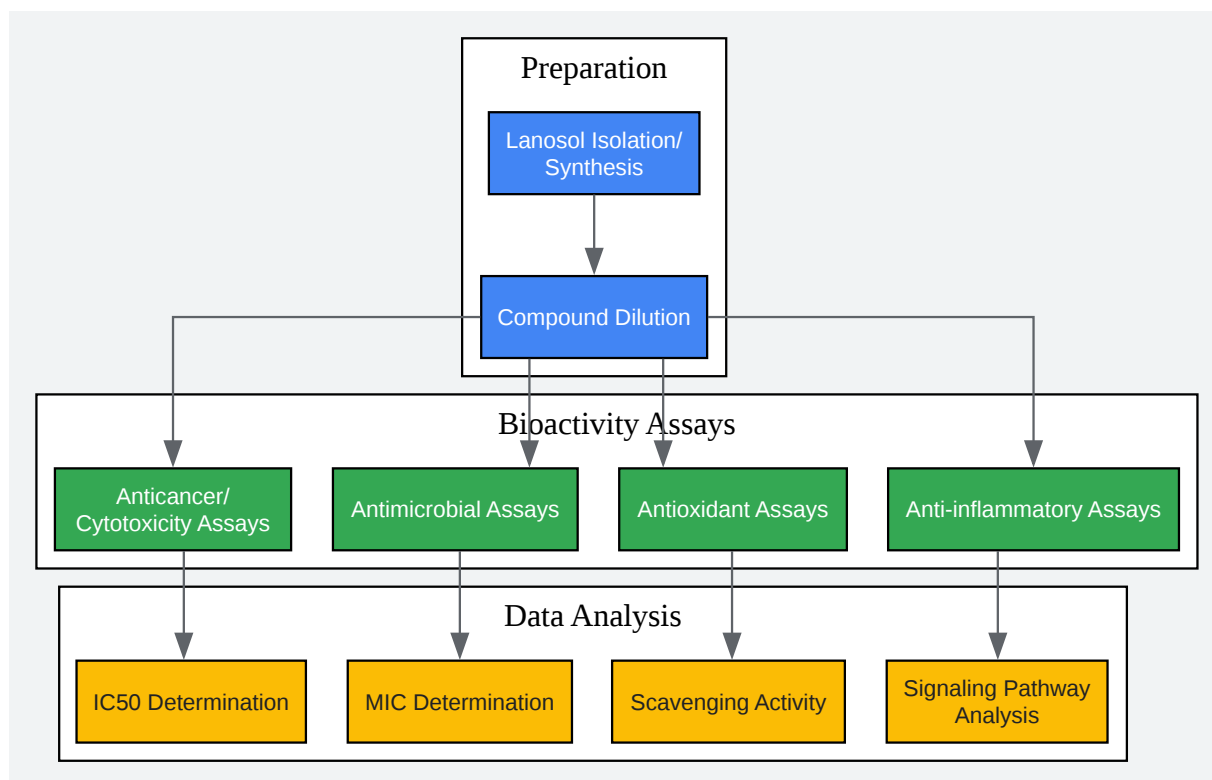 Preparation
Lanosol Isolation/
Synthesis
Compound Dilution
Bioactivity Assays
Anticancer/
Cytotoxicity Assays
Antimicrobial Assays
Antioxidant Assays
Anti-inflammatory Assays
Data Analysis
IC50 Determination
MIC Determination
Scavenging Activity
Signaling Pathway
Analysis